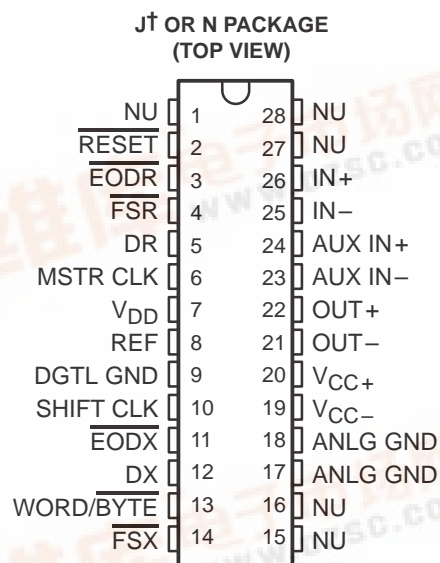 J† OR N PACKAGE
(TOP VIEW)
NU 1 28 NU
RESET 2 27 NU
EODR 3 26 IN+
FSR 4 25 IN−
DR 5 24 AUX IN+
MSTR CLK 6 23 AUX IN−
VDD 7 22 OUT+
REF 8 21 OUT−
DGTL GND 9 20 VCC+
SHIFT CLK 10 19 VCC−
EODX 11 18 ANLG GND
DX 12 17 ANLG GND
WORD/BYTE 13 16 NU
FSX 14 15 NU